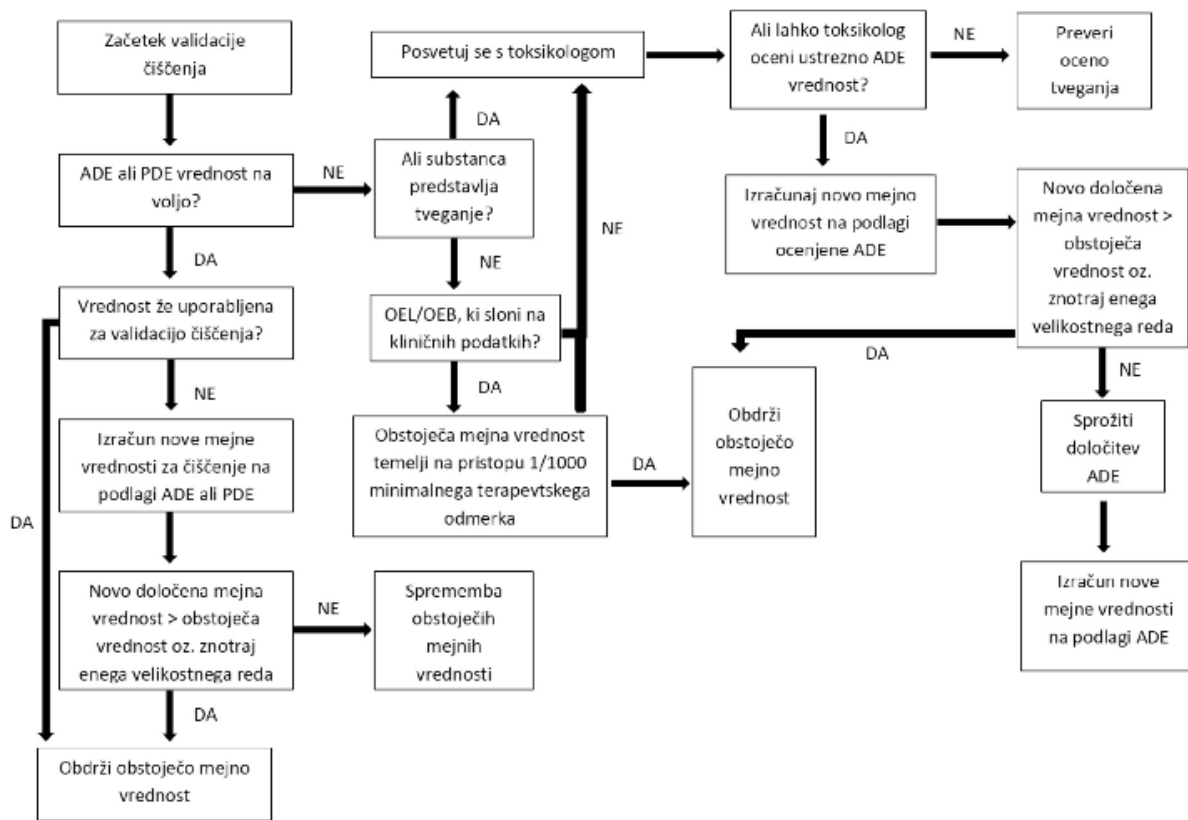 Začetek validacije
čiščenja
ADE ali PDE vrednost na
voljo?
NE
DA
Vrednost že uporabljena
za validacijo čiščenja?
NE
DA
Izračun nove mejne
vrednosti za čiščenje na
podlagi ADE ali PDE
Novo določena mejna
vrednost > obstoječa
vrednost oz. znotraj
enega velikostnega reda
NE
DA
Obdrži obstoječo mejno
vrednost
Sprememba
obstoječih
mejnih
vrednosti
Posvetuj se s toksikologom
DA
Ali substanca
predstavlja
tveganje?
NE
OEL/OEB, ki sloni na
kliničnih podatkih?
NE
DA
Obstoječa mejna vrednost
temelji na pristopu 1/1000
minimalnega terapevtskega
odmerka
DA
Obdrži
obstoječo
mejno
vrednost
Ali lahko toksikolog
oceni ustrezno ADE
vrednost?
NE
Preveri
oceno
tveganja
DA
Izračunaj novo mejno
vrednost na podlagi
ocenjene ADE
Novo določena
mejna vrednost >
obstoječa
vrednost oz.
znotraj enega
velikostnega reda
DA
NE
Sprožiti
določitev
ADE
Izračun nove
mejne vrednosti
na podlagi ADE